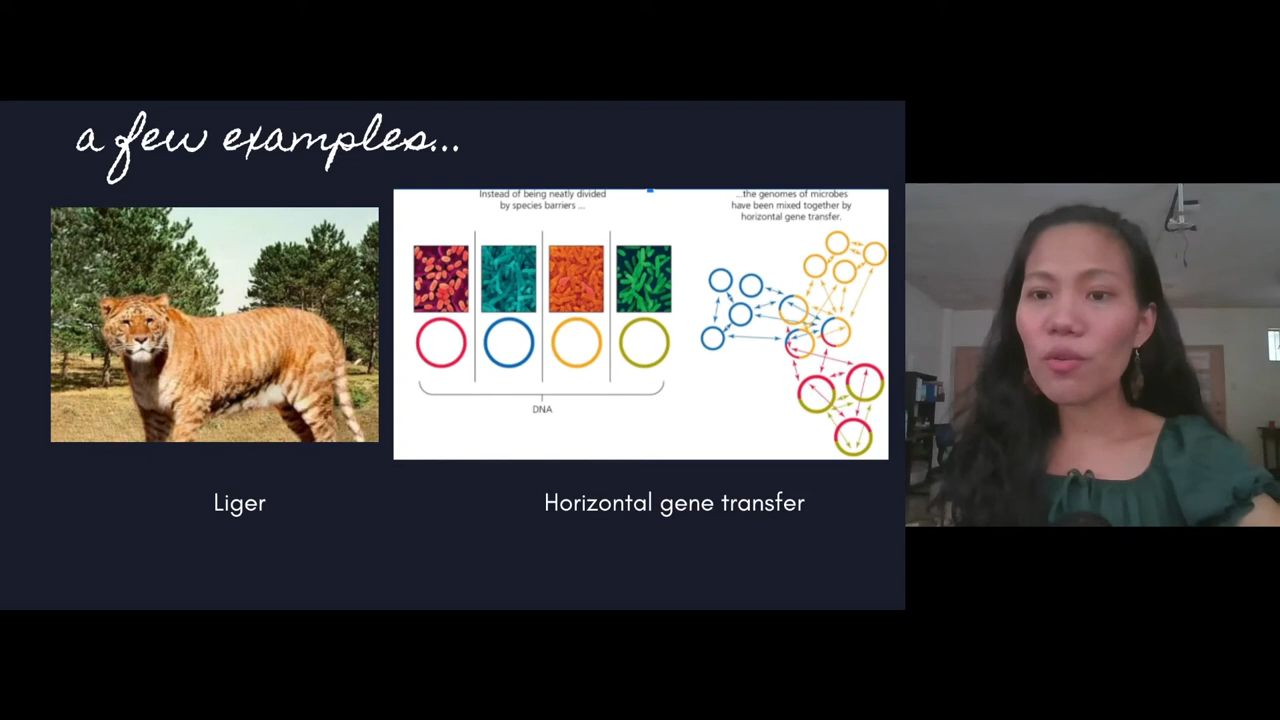 a few examples...
Instead of being neatly divided
by species barriers ...
...the genomes of microbes
have been mixed together by
horizontal gene transfer.
DNA
Liger
Horizontal gene transfer